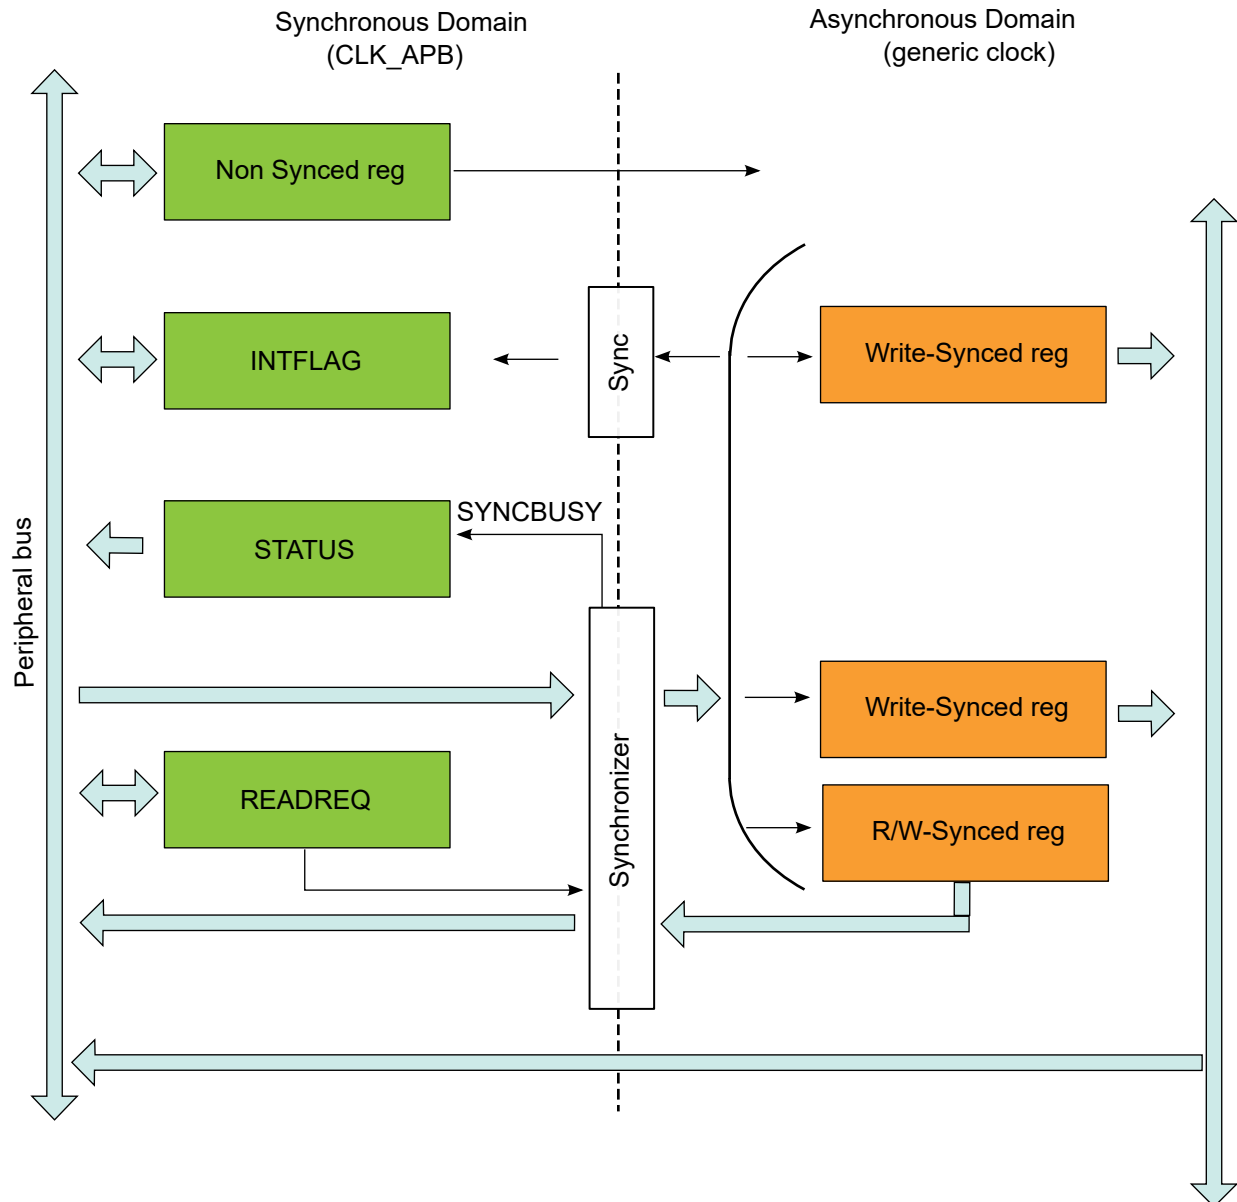 Synchronous Domain
(CLK_APB)
Asynchronous Domain
(generic clock)
Non Synced reg
INTFLAG
Sync
Write-Synced reg
SYNCBUSY
STATUS
Peripheral bus
Write-Synced reg
READREQ
Synchronizer
R/W-Synced reg